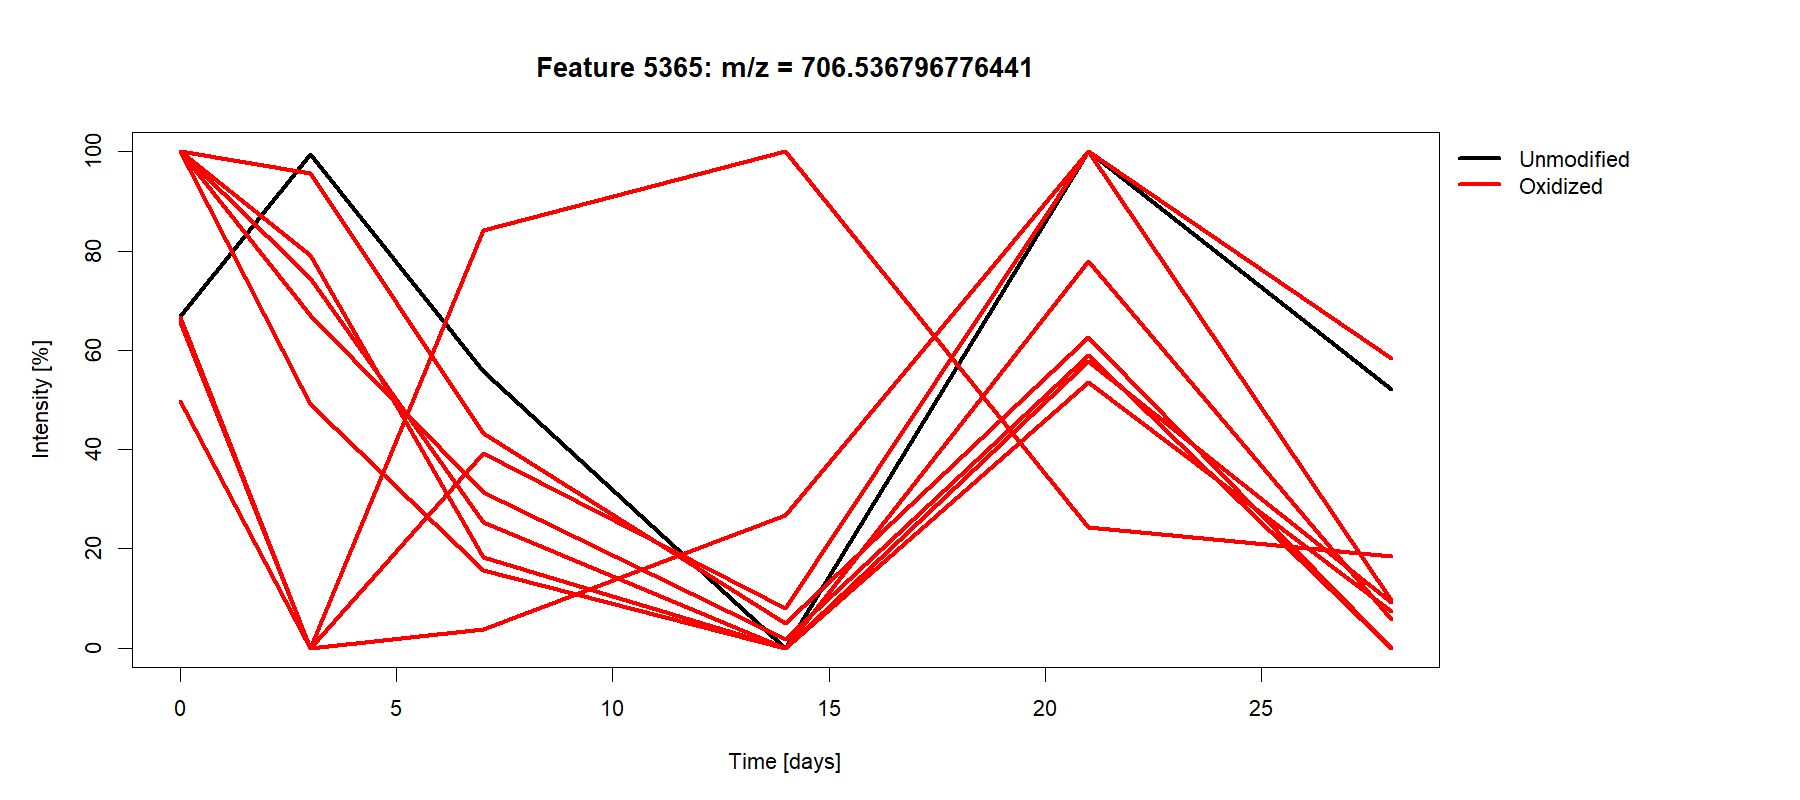 Feature 5365: m/z = 706.536796776441
Unmodified
Oxidized
100
80
60
40
20
0
Intensity [%]
0 5 10 15 20 25
Time [days]